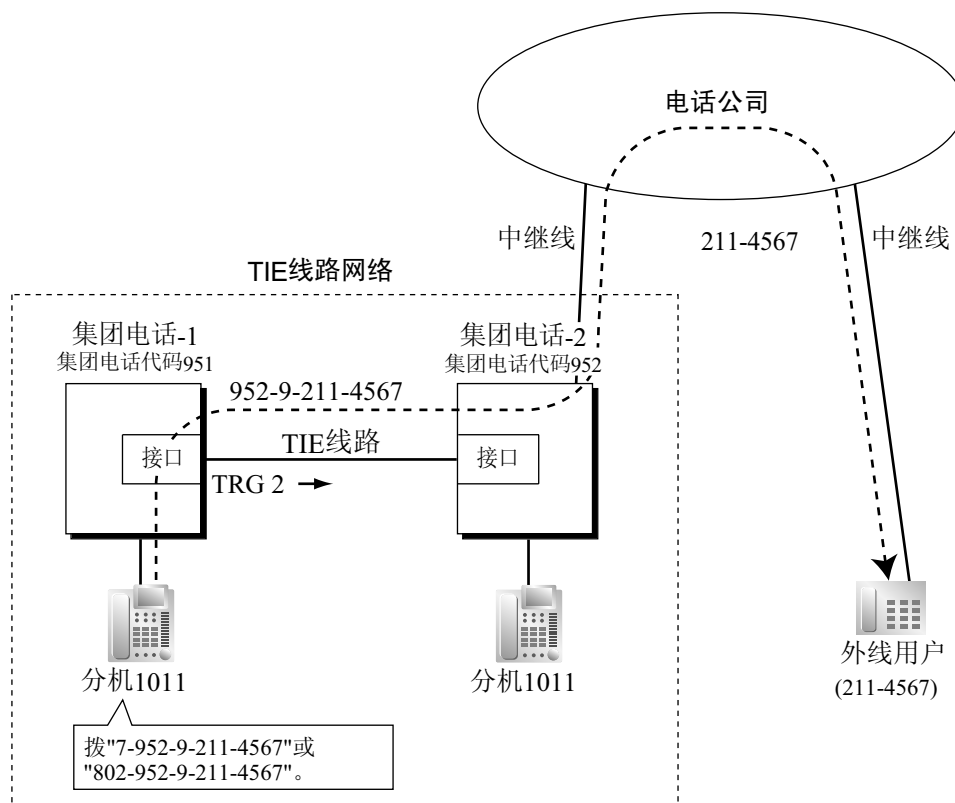 电话公司
中继线
211-4567
中继线
TIE线路网络
集团电话-1
集团电话代码951
集团电话-2
集团电话代码952
952-9-211-4567
接口
TIE线路
接口
TRG 2
分机1011
分机1011
外线用户
(211-4567)
拨"7-952-9-211-4567"或
"802-952-9-211-4567"。